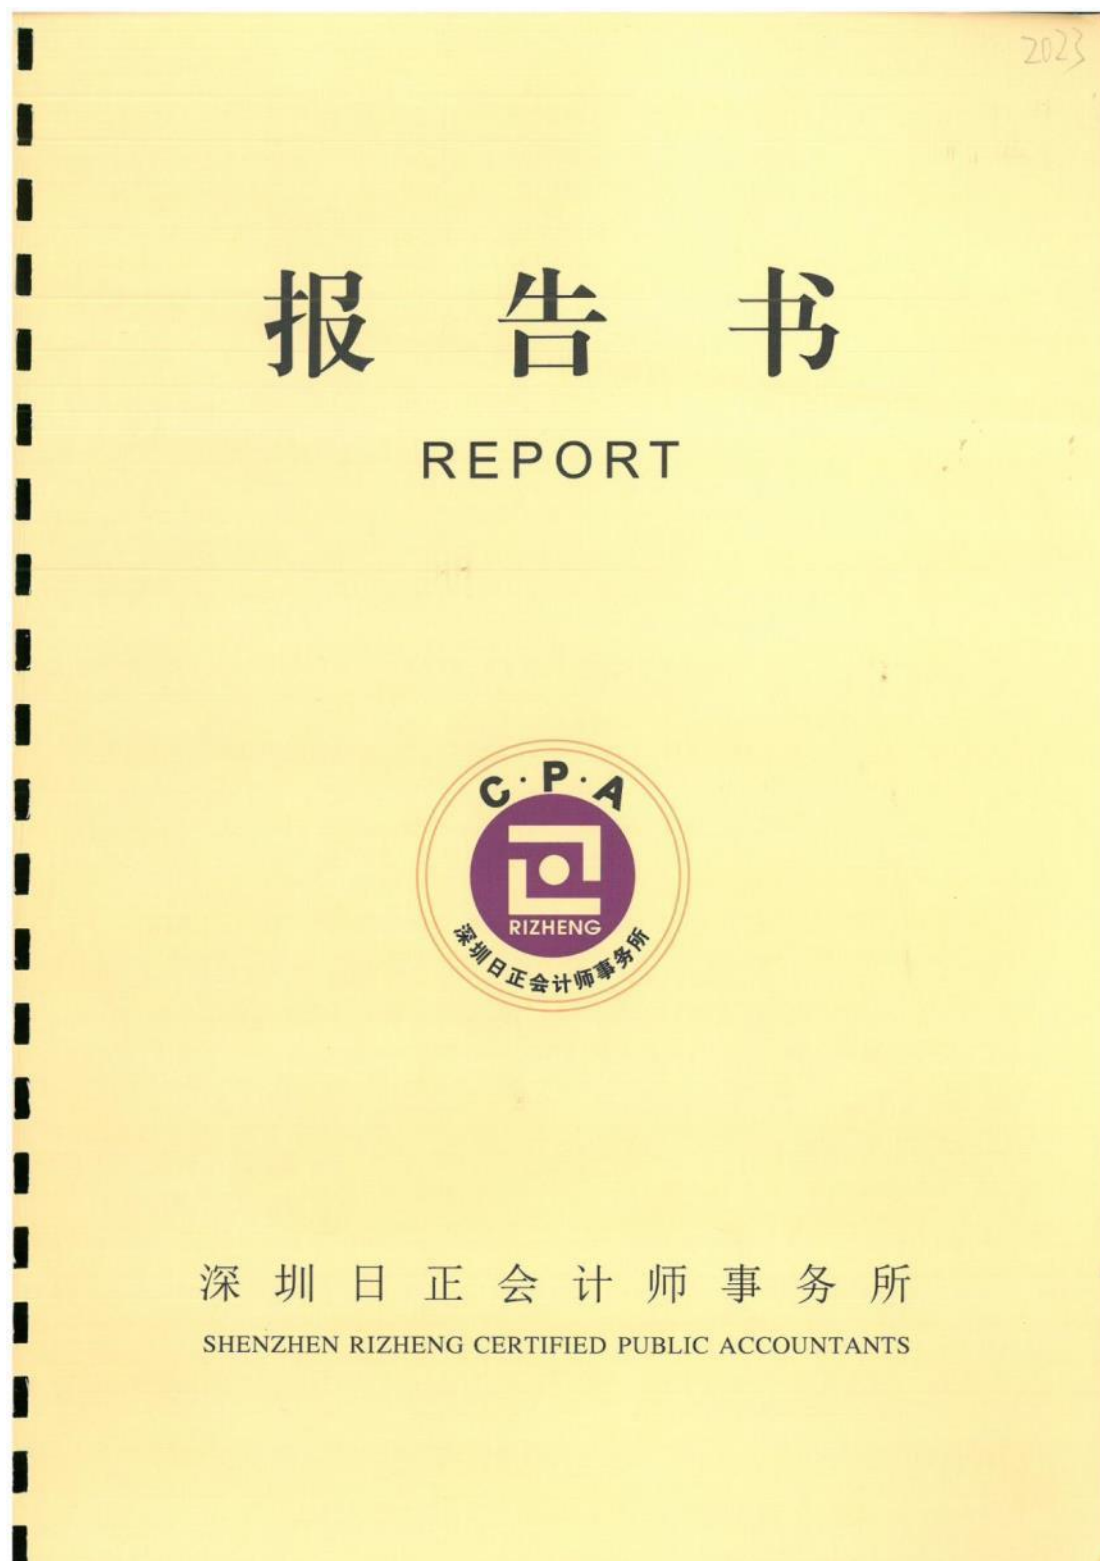 2023
报告书
REPORT
C·P·A
RIZHENG
深圳日正会计师事务所
深圳日正会计师事务所
SHENZHEN RIZHENG CERTIFIED PUBLIC ACCOUNTANTS